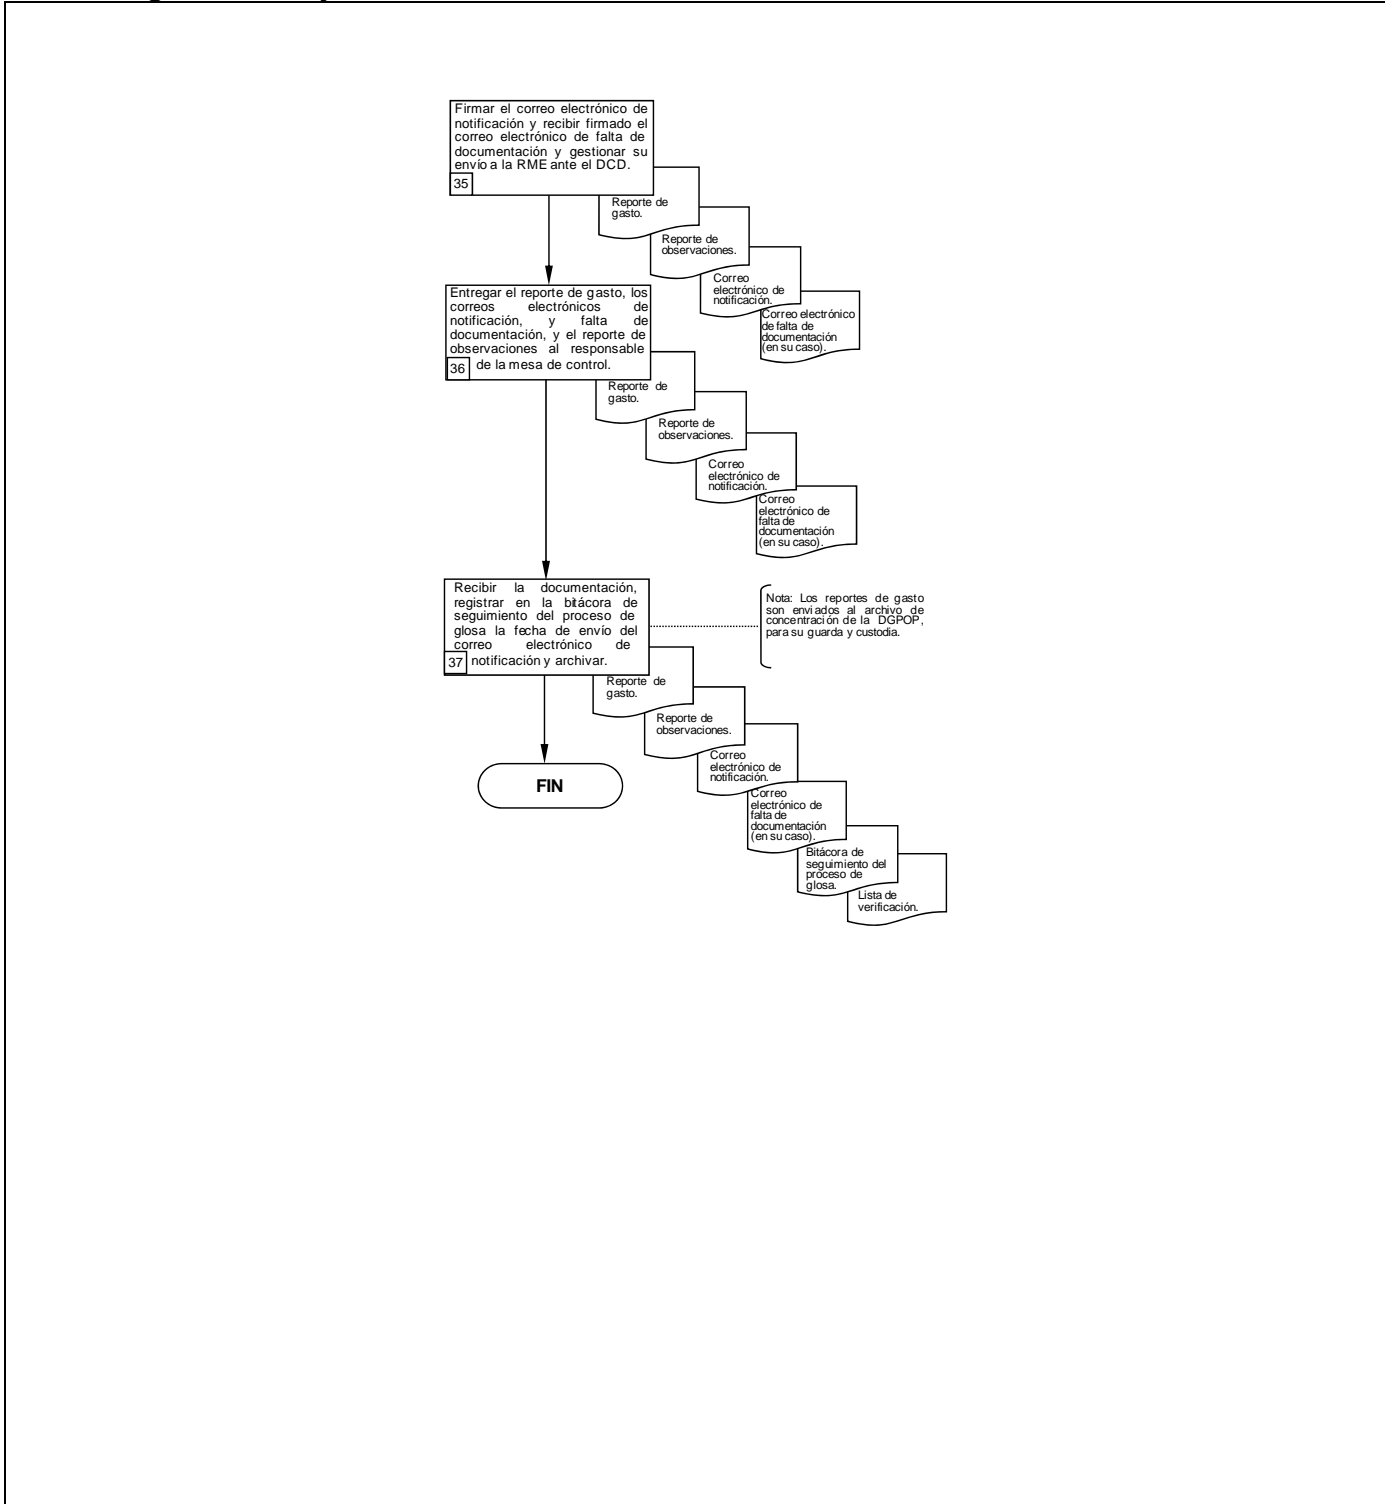 Firmar el correo electrónico de
notificación y recibir firmado el
correo electrónico de falta de
documentación y gestionar su
envío a la RME ante el DCD.
35
Reporte de
gasto.
Reporte de
observaciones.
Correo
electrónico de
notificación.
Correo electrónico
de falta de
documentación
(en su caso).
Entregar el reporte de gasto, los
correos electrónicos de
notificación, y falta de
documentación, y el reporte de
observaciones al responsable
36 de la mesa de control.
Reporte de
gasto.
Reporte de
observaciones.
Correo
electrónico de
notificación.
Correo
electrónico de
falta de
documentación
(en su caso).
Recibir la documentación,
registrar en la bitácora de
seguimiento del proceso de
glosa la fecha de envío del
correo electrónico de
37 notificación y archivar.
Nota: Los reportes de gasto
son enviados al archivo de
concentración de la DGPOP,
para su guarda y custodia.
Reporte de
gasto.
Reporte de
observaciones.
Correo
electrónico de
notificación.
Correo
electrónico de
falta de
documentación
(en su caso).
Bitácora de
seguimiento del
proceso de
glosa.
Lista de
verificación.
FIN